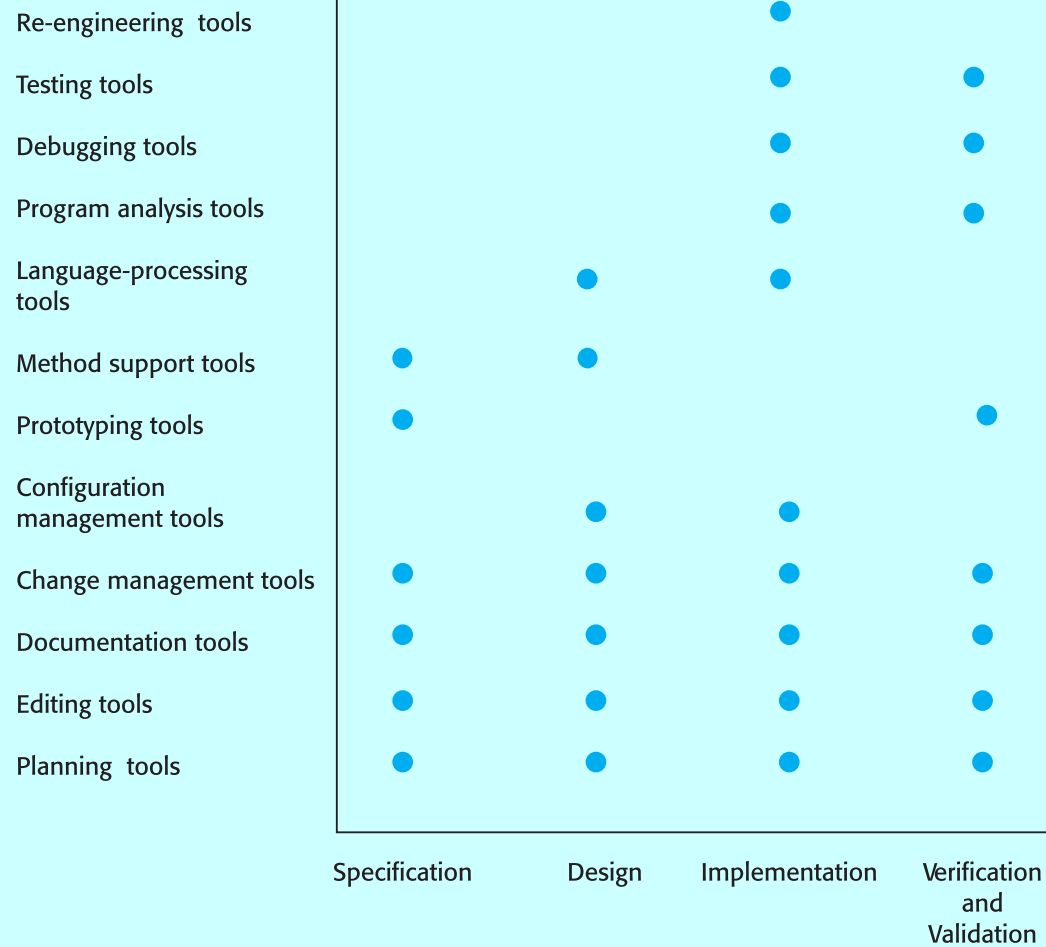 Re-engineering tools
Testing tools
Debugging tools
Program analysis tools
Language-processing
tools
Method support tools
Prototyping tools
Configuration
management tools
Change management tools
Documentation tools
Editing tools
Planning tools
Specification
Design
Implementation
Verification
and
Validation